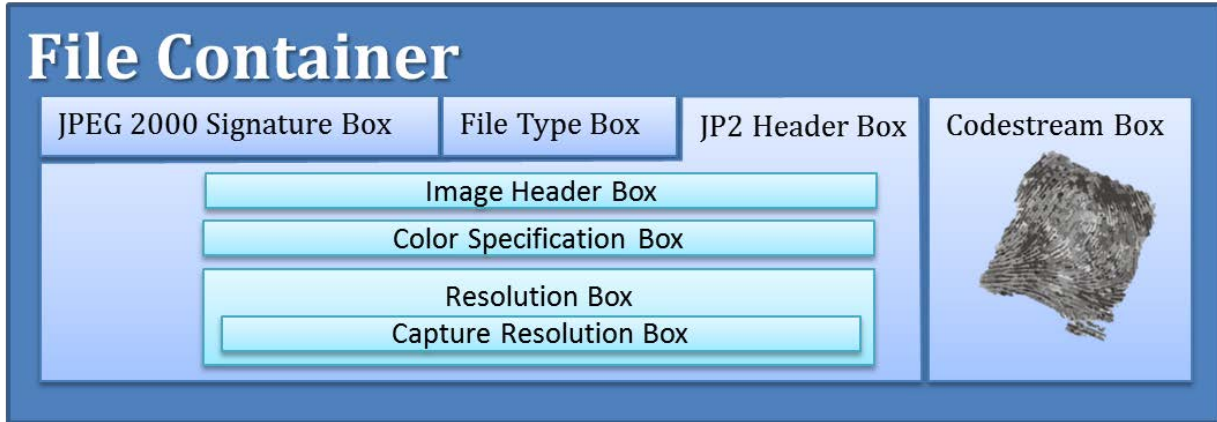 File Container
JPEG 2000 Signature Box
File Type Box
JP2 Header Box
Codestream Box
Image Header Box
Color Specification Box
Resolution Box
Capture Resolution Box